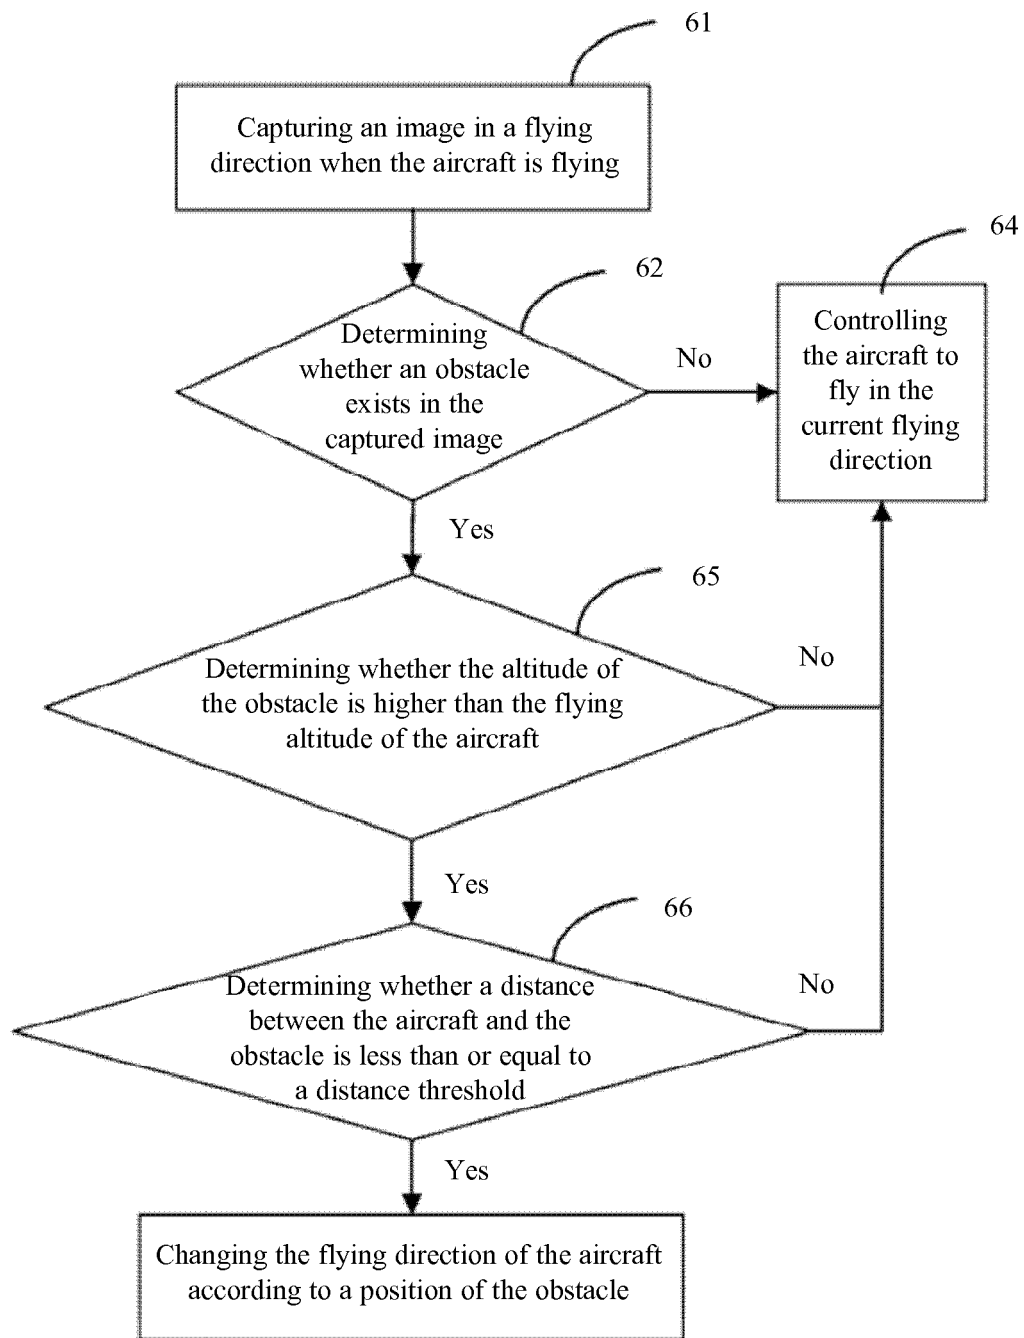 61
Capturing an image in a flying
direction when the aircraft is flying
64
62
Determining
whether an obstacle
exists in the
captured image
No
Controlling
the aircraft to
fly in the
current flying
direction
Yes
65
Determining whether the altitude of
the obstacle is higher than the flying
altitude of the aircraft
No
Yes
66
Determining whether a distance
between the aircraft and the
obstacle is less than or equal to
a distance threshold
No
Yes
Changing the flying direction of the aircraft
according to a position of the obstacle